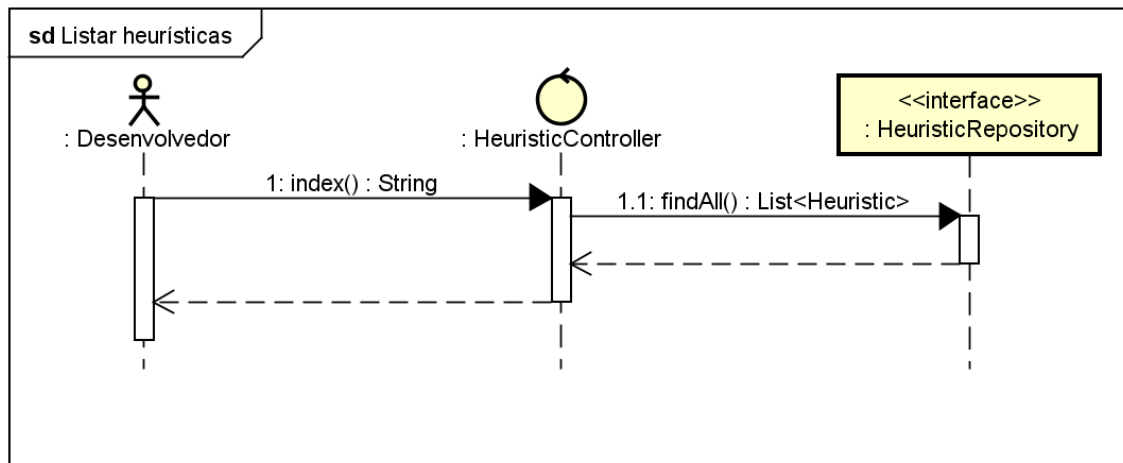 sd Listar heurísticas
: Desenvolvedor
: HeuristicController
<<interface>>
: HeuristicRepository
1: index() : String
1.1: findAll() : List<Heuristic>